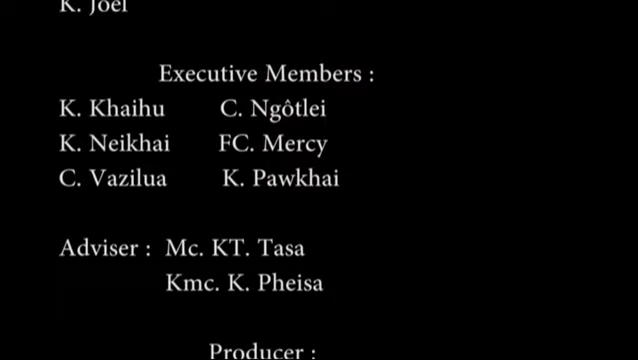 K. Joel
Executive Members :
K. Khaihu C. Ngôtlei
K. Neikhai FC. Mercy
C. Vazilua K. Pawkhai
Adviser : Mc. KT. Tasa
Kmc. K. Pheisa
Producer :